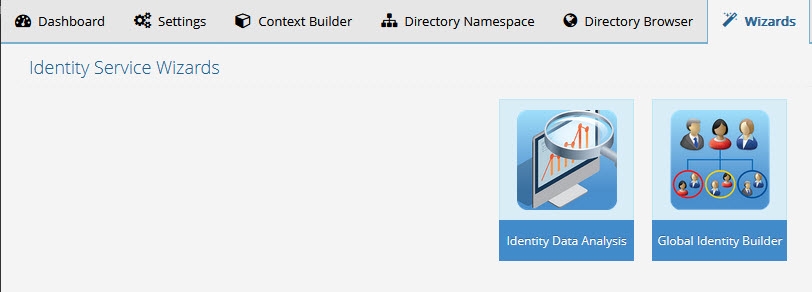 Dashboard Settings Context Builder Directory Namespace Directory Browser Wizards
Identity Service Wizards
Identity Data Analysis Global Identity Builder